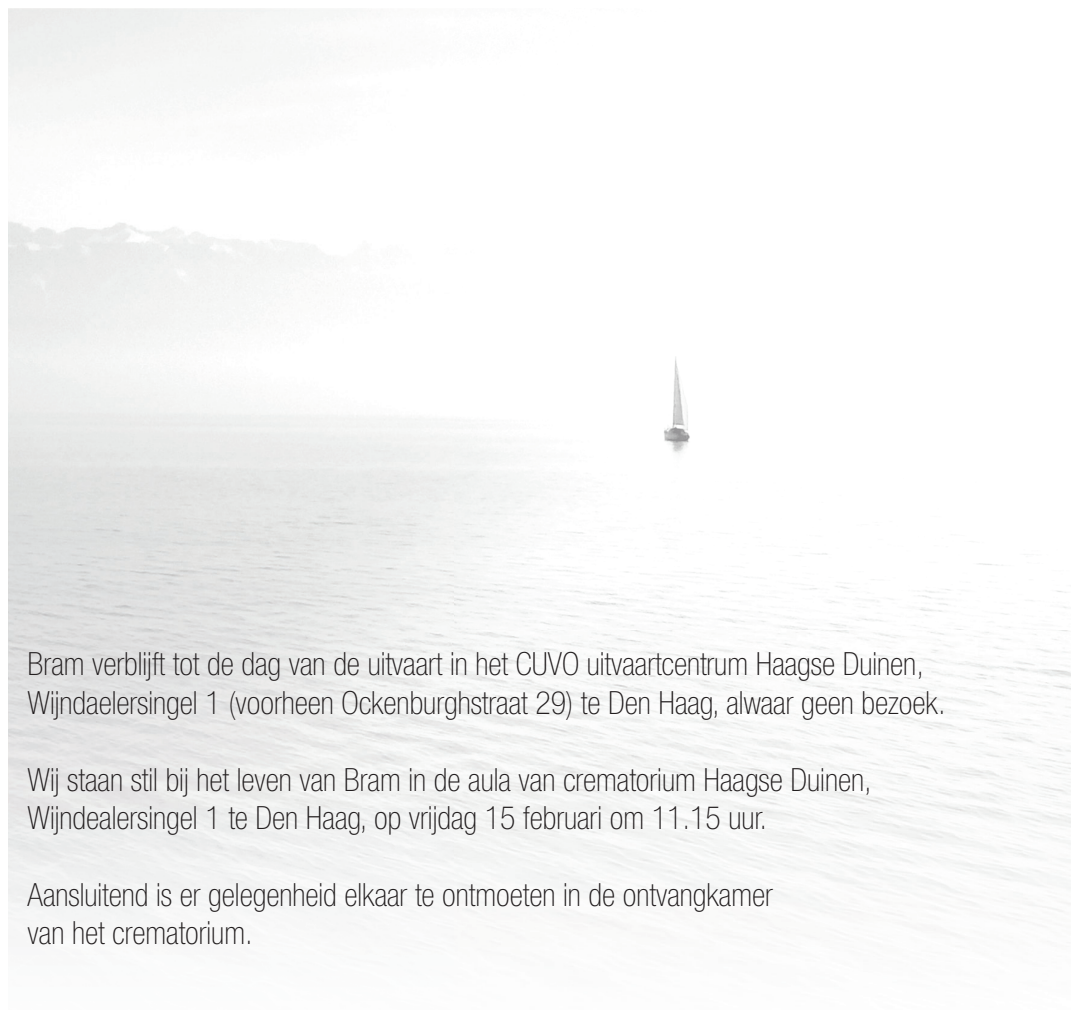 Bram verblijft tot de dag van de uitvaart in het CUVO uitvaartcentrum Haagse Duinen,
Wijndaelersingel 1 (voorheen Ockenburghstraat 29) te Den Haag, alwaar geen bezoek.
Wij staan stil bij het leven van Bram in de aula van crematorium Haagse Duinen,
Wijndealersingel 1 te Den Haag, op vrijdag 15 februari om 11.15 uur.
Aansluitend is er gelegenheid elkaar te ontmoeten in de ontvangkamer
van het crematorium.